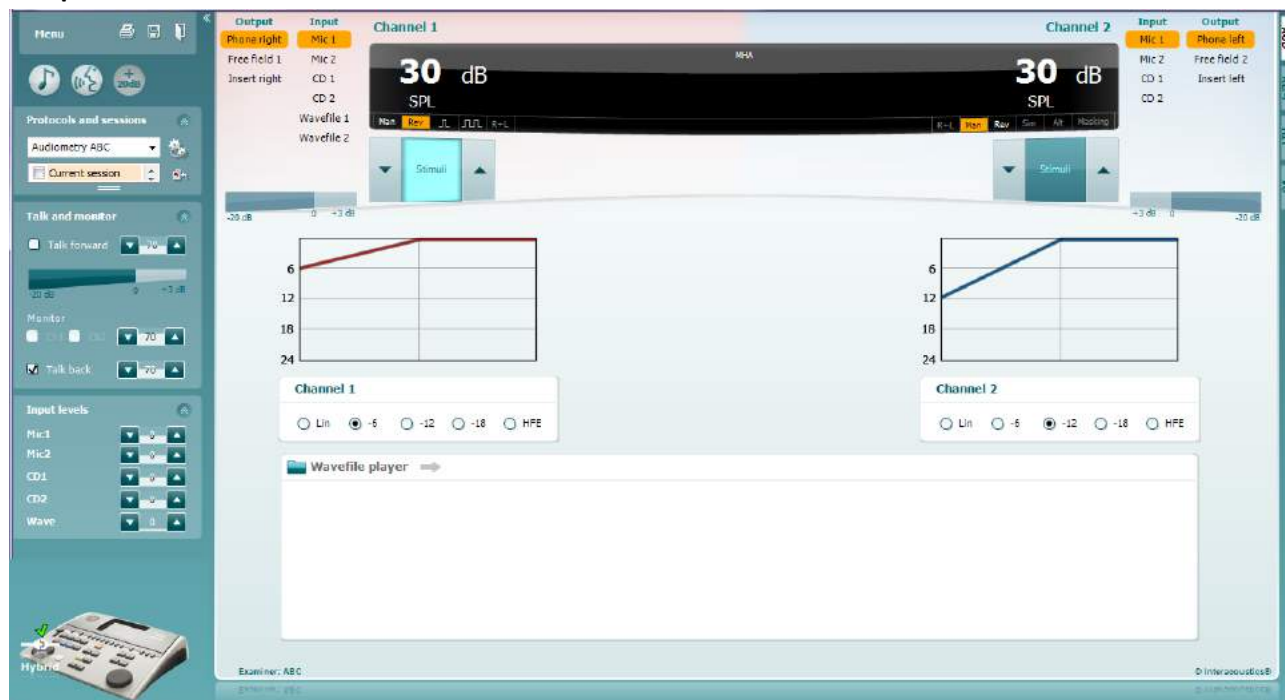 Menu
Protocols and sessions
Audiometry ABC
Current session
Talk and monitor
Talk forward
-20 dB 0 +3 dB
Monitor
70
Talk back 70
Input levels
Mic1 0
Mic2 0
CD1 0
CD2 0
Wave 0
Hybrid
Output Input
Phone right Mic 1
Free field 1 Mic 2
Insert right CD 1
CD 2
Wavefile 1
Wavefile 2
Channel 1
MHA
Channel 2
Input Output
Mic 1 Phone left
Mic 2 Free field 2
CD 1 Insert left
CD 2
30 dB
SPL
30 dB
SPL
Man Rev R+L
Man Rev Sim Alt Masking
Stimuli
Stimuli
-20 dB 0 +3 dB
+3 dB 0 -20 dB
6
12
18
24
6
12
18
24
Channel 1
Lin -6 -12 -18 HFE
Channel 2
Lin -6 -12 -18 HFE
Wavefile player
Examiner: ABC
© Interacoustics®